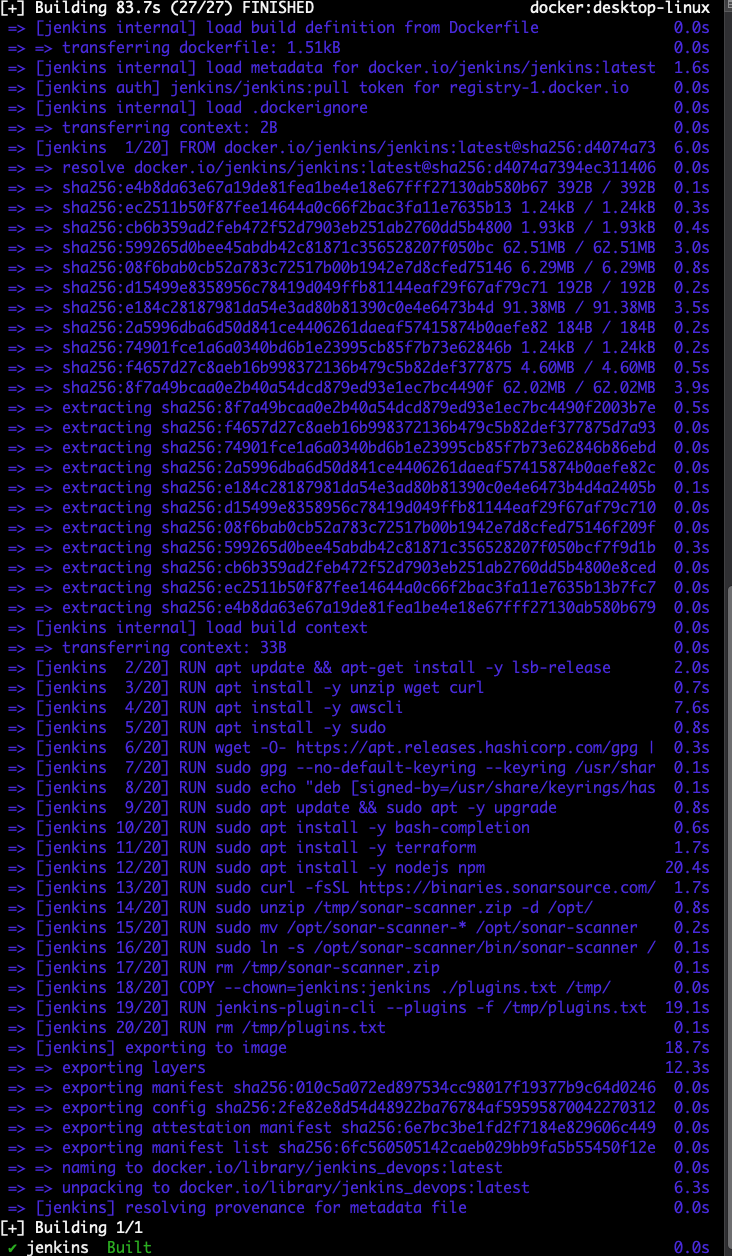 [+] Building 83.7s (27/27) FINISHED docker:desktop-linux
=> [jenkins internal] load build definition from Dockerfile 0.0s
=> => transferring dockerfile: 1.51kB 0.0s
=> [jenkins internal] load metadata for docker.io/jenkins/jenkins:latest 1.6s
=> [jenkins auth] jenkins/jenkins:pull token for registry-1.docker.io 0.0s
=> [jenkins internal] load .dockerignore 0.0s
=> => transferring context: 2B 0.0s
=> [jenkins 1/20] FROM docker.io/jenkins/jenkins:latest@sha256:d4074a73 6.0s
=> => resolve docker.io/jenkins/jenkins:latest@sha256:d4074a7394ec311406 0.0s
=> => sha256:e4b8da63e67a19de81fea1be4e18e67fff27130ab580b67 392B / 392B 0.1s
=> => sha256:ec2511b50f87fee14644a0c66f2bac3fa11e7635b13 1.24kB / 1.24kB 0.3s
=> => sha256:cb6b359ad2feb472f52d7903eb251ab2760dd5b4800 1.93kB / 1.93kB 0.4s
=> => sha256:599265d0bee45abdb42c81871c356528207f050bc 62.51MB / 62.51MB 3.0s
=> => sha256:08f6bab0cb52a783c72517b00b1942e7d8cfed75146 6.29MB / 6.29MB 0.8s
=> => sha256:d15499e8358956c78419d049ffb81144eaf29f67af79c71 192B / 192B 0.2s
=> => sha256:e184c28187981da54e3ad80b81390c0e4e6473b4d 91.38MB / 91.38MB 3.5s
=> => sha256:2a5996dba6d50d841ce4406261daeaf57415874b0aefe82 184B / 184B 0.2s
=> => sha256:74901fce1a6a0340bd6b1e23995cb85f7b73e62846b 1.24kB / 1.24kB 0.2s
=> => sha256:f4657d27c8aeb16b998372136b479c5b82def377875 4.60MB / 4.60MB 0.5s
=> => sha256:8f7a49bcaa0e2b40a54dcd879ed93e1ec7bc4490f 62.02MB / 62.02MB 3.9s
=> => extracting sha256:8f7a49bcaa0e2b40a54dcd879ed93e1ec7bc4490f2003b7e 0.5s
=> => extracting sha256:f4657d27c8aeb16b998372136b479c5b82def377875d7a93 0.0s
=> => extracting sha256:74901fce1a6a0340bd6b1e23995cb85f7b73e62846b86ebd 0.0s
=> => extracting sha256:2a5996dba6d50d841ce4406261daeaf57415874b0aefe82c 0.0s
=> => extracting sha256:e184c28187981da54e3ad80b81390c0e4e6473b4d4a2405b 0.1s
=> => extracting sha256:d15499e8358956c78419d049ffb81144eaf29f67af79c710 0.0s
=> => extracting sha256:08f6bab0cb52a783c72517b00b1942e7d8cfed75146f209f 0.0s
=> => extracting sha256:599265d0bee45abdb42c81871c356528207f050bcf7f9d1b 0.3s
=> => extracting sha256:cb6b359ad2feb472f52d7903eb251ab2760dd5b4800e8ced 0.0s
=> => extracting sha256:ec2511b50f87fee14644a0c66f2bac3fa11e7635b13b7fc7 0.0s
=> => extracting sha256:e4b8da63e67a19de81fea1be4e18e67fff27130ab580b679 0.0s
=> [jenkins internal] load build context 0.0s
=> => transferring context: 33B 0.0s
=> [jenkins 2/20] RUN apt update && apt-get install -y lsb-release 2.0s
=> [jenkins 3/20] RUN apt install -y unzip wget curl 0.7s
=> [jenkins 4/20] RUN apt install -y awscli 7.6s
=> [jenkins 5/20] RUN apt install -y sudo 0.8s
=> [jenkins 6/20] RUN wget -O- https://apt.releases.hashicorp.com/gpg | 0.3s
=> [jenkins 7/20] RUN sudo gpg --no-default-keyring --keyring /usr/shar 0.1s
=> [jenkins 8/20] RUN sudo echo "deb [signed-by=/usr/share/keyrings/has 0.1s
=> [jenkins 9/20] RUN sudo apt update && sudo apt -y upgrade 0.8s
=> [jenkins 10/20] RUN sudo apt install -y bash-completion 0.6s
=> [jenkins 11/20] RUN sudo apt install -y terraform 1.7s
=> [jenkins 12/20] RUN sudo apt install -y nodejs npm 20.4s
=> [jenkins 13/20] RUN sudo curl -fsSL https://binaries.sonarsource.com/ 1.7s
=> [jenkins 14/20] RUN sudo unzip /tmp/sonar-scanner.zip -d /opt/ 0.8s
=> [jenkins 15/20] RUN sudo mv /opt/sonar-scanner-* /opt/sonar-scanner 0.2s
=> [jenkins 16/20] RUN sudo ln -s /opt/sonar-scanner/bin/sonar-scanner / 0.1s
=> [jenkins 17/20] RUN rm /tmp/sonar-scanner.zip 0.1s
=> [jenkins 18/20] COPY --chown=jenkins:jenkins ./plugins.txt /tmp/ 0.0s
=> [jenkins 19/20] RUN jenkins-plugin-cli --plugins -f /tmp/plugins.txt 19.1s
=> [jenkins 20/20] RUN rm /tmp/plugins.txt 0.1s
=> [jenkins] exporting to image 18.7s
=> => exporting layers 12.3s
=> => exporting manifest sha256:010c5a072ed897534cc98017f19377b9c64d0246 0.0s
=> => exporting config sha256:2fe82e8d54d48922ba76784af59595870042270312 0.0s
=> => exporting attestation manifest sha256:6e7bc3be1fd2f7184e829606c449 0.0s
=> => exporting manifest list sha256:6fc560505142caeb029bb9fa5b55450f12e 0.0s
=> => naming to docker.io/library/jenkins_devops:latest 0.0s
=> => unpacking to docker.io/library/jenkins_devops:latest 6.3s
=> [jenkins] resolving provenance for metadata file 0.0s
[+] Building 1/1
✔ jenkins Built 0.0s